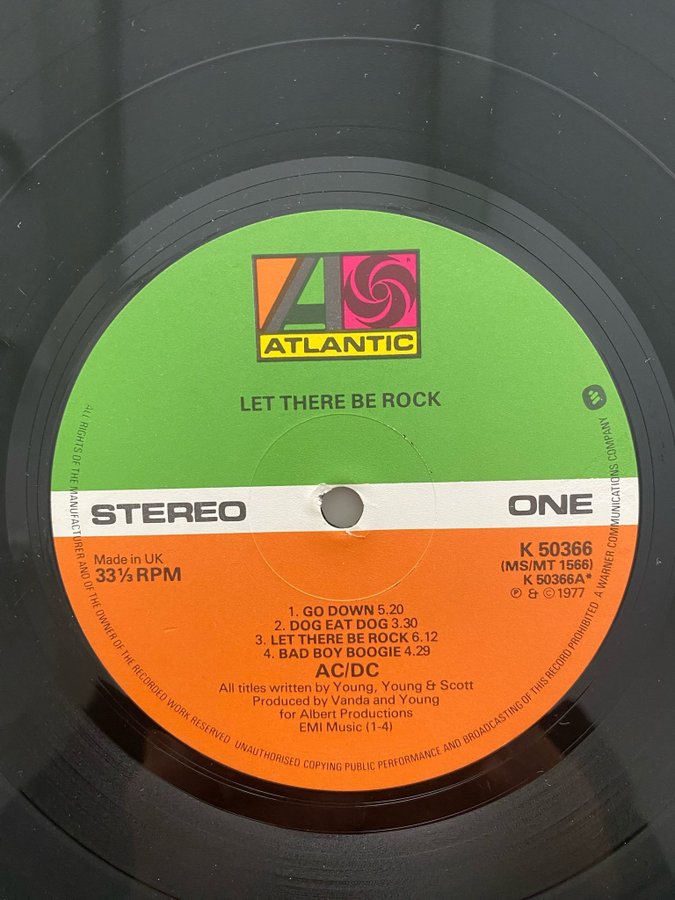 ATLANTIC
LET THERE BE ROCK
STEREO
ONE
Made in UK
33⅓ RPM
K 50366
(MS/MT 1566)
K 50366A*
Ⓟ & © 1977
1. GO DOWN 5.20
2. DOG EAT DOG 3.30
3. LET THERE BE ROCK 6.12
4. BAD BOY BOOGIE 4.29
AC/DC
All titles written by Young, Young & Scott
Produced by Vanda and Young
for Albert Productions
EMI Music (1-4)
ALL RIGHTS OF THE MANUFACTURER AND OF THE OWNER OF THE RECORDED WORK RESERVED UNAUTHORISED COPYING PUBLIC PERFORMANCE AND BROADCASTING OF THIS RECORD PROHIBITED A WARNER COMMUNICATIONS COMPANY